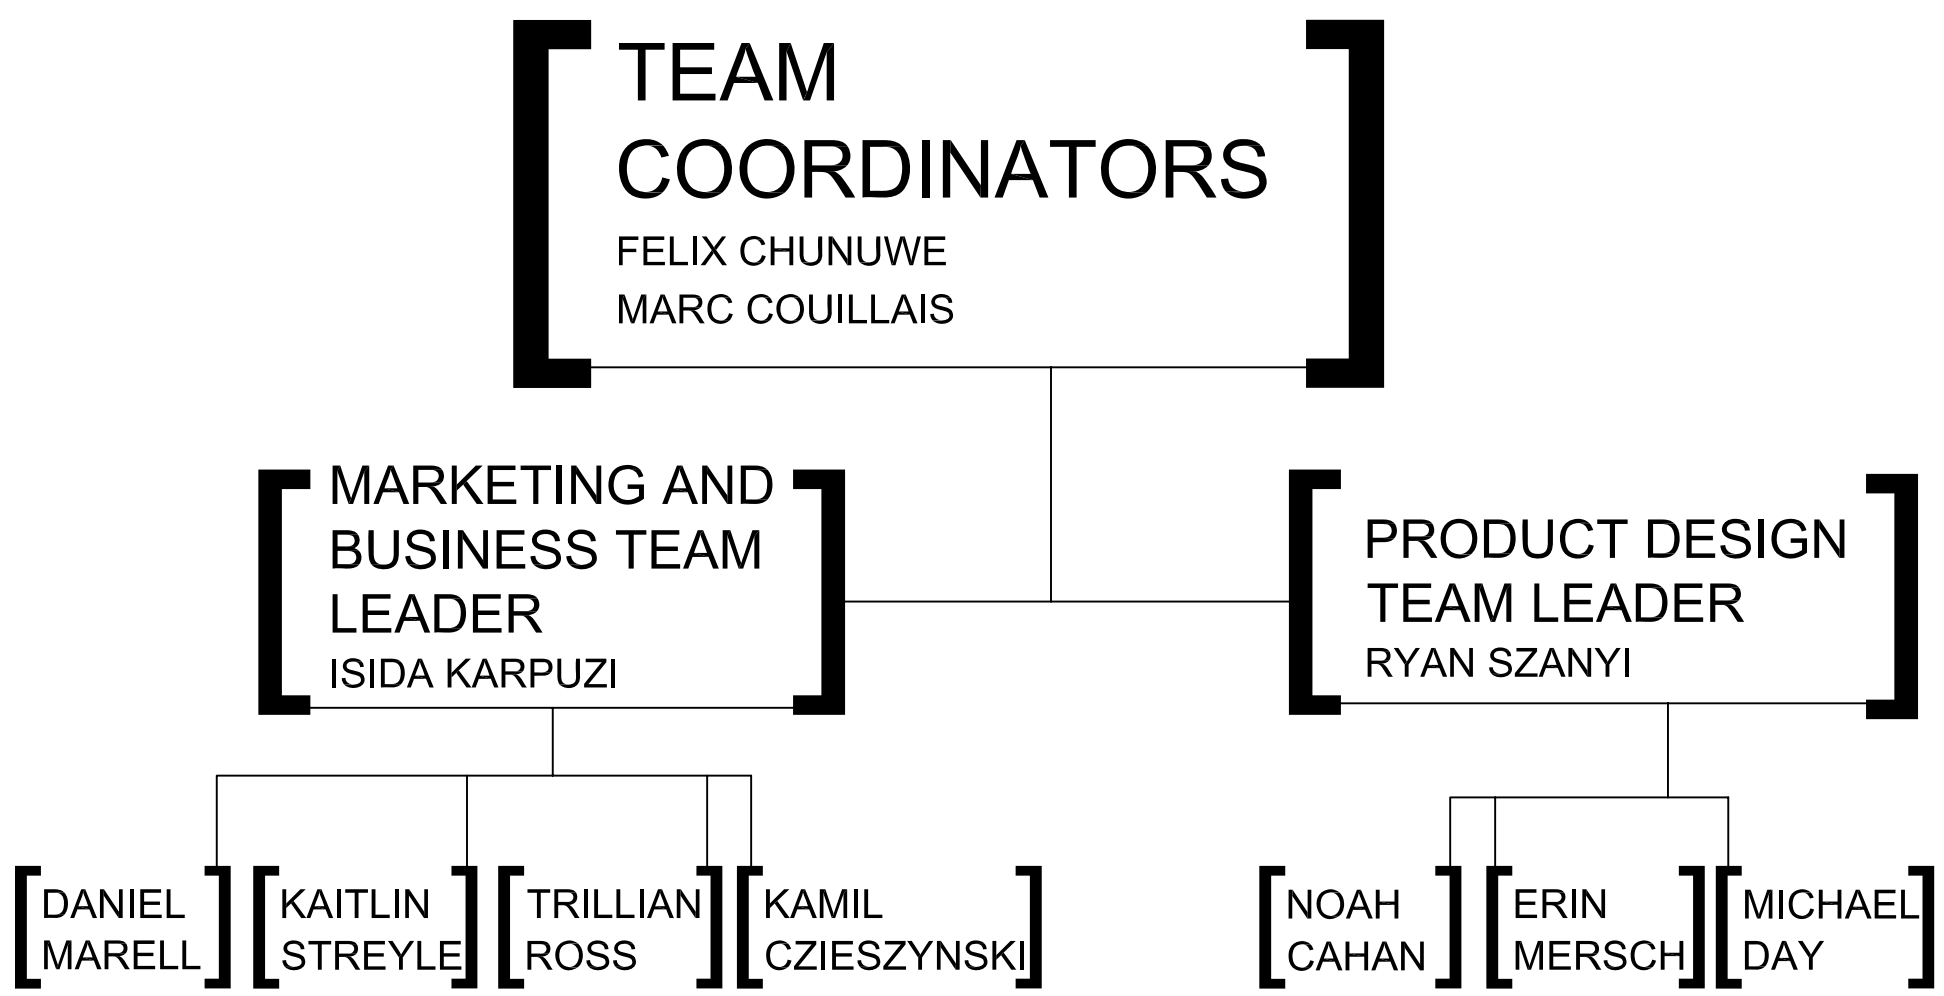 TEAM
COORDINATORS
FELIX CHUNUWE
MARC COUILLAIS
MARKETING AND
BUSINESS TEAM
LEADER
ISIDA KARPUZI
PRODUCT DESIGN
TEAM LEADER
RYAN SZANYI
DANIEL
MARELL
KAITLIN
STREYLE
TRILLIAN
ROSS
KAMIL
CZIESZYNSKI
NOAH
CAHAN
ERIN
MERSCH
MICHAEL
DAY